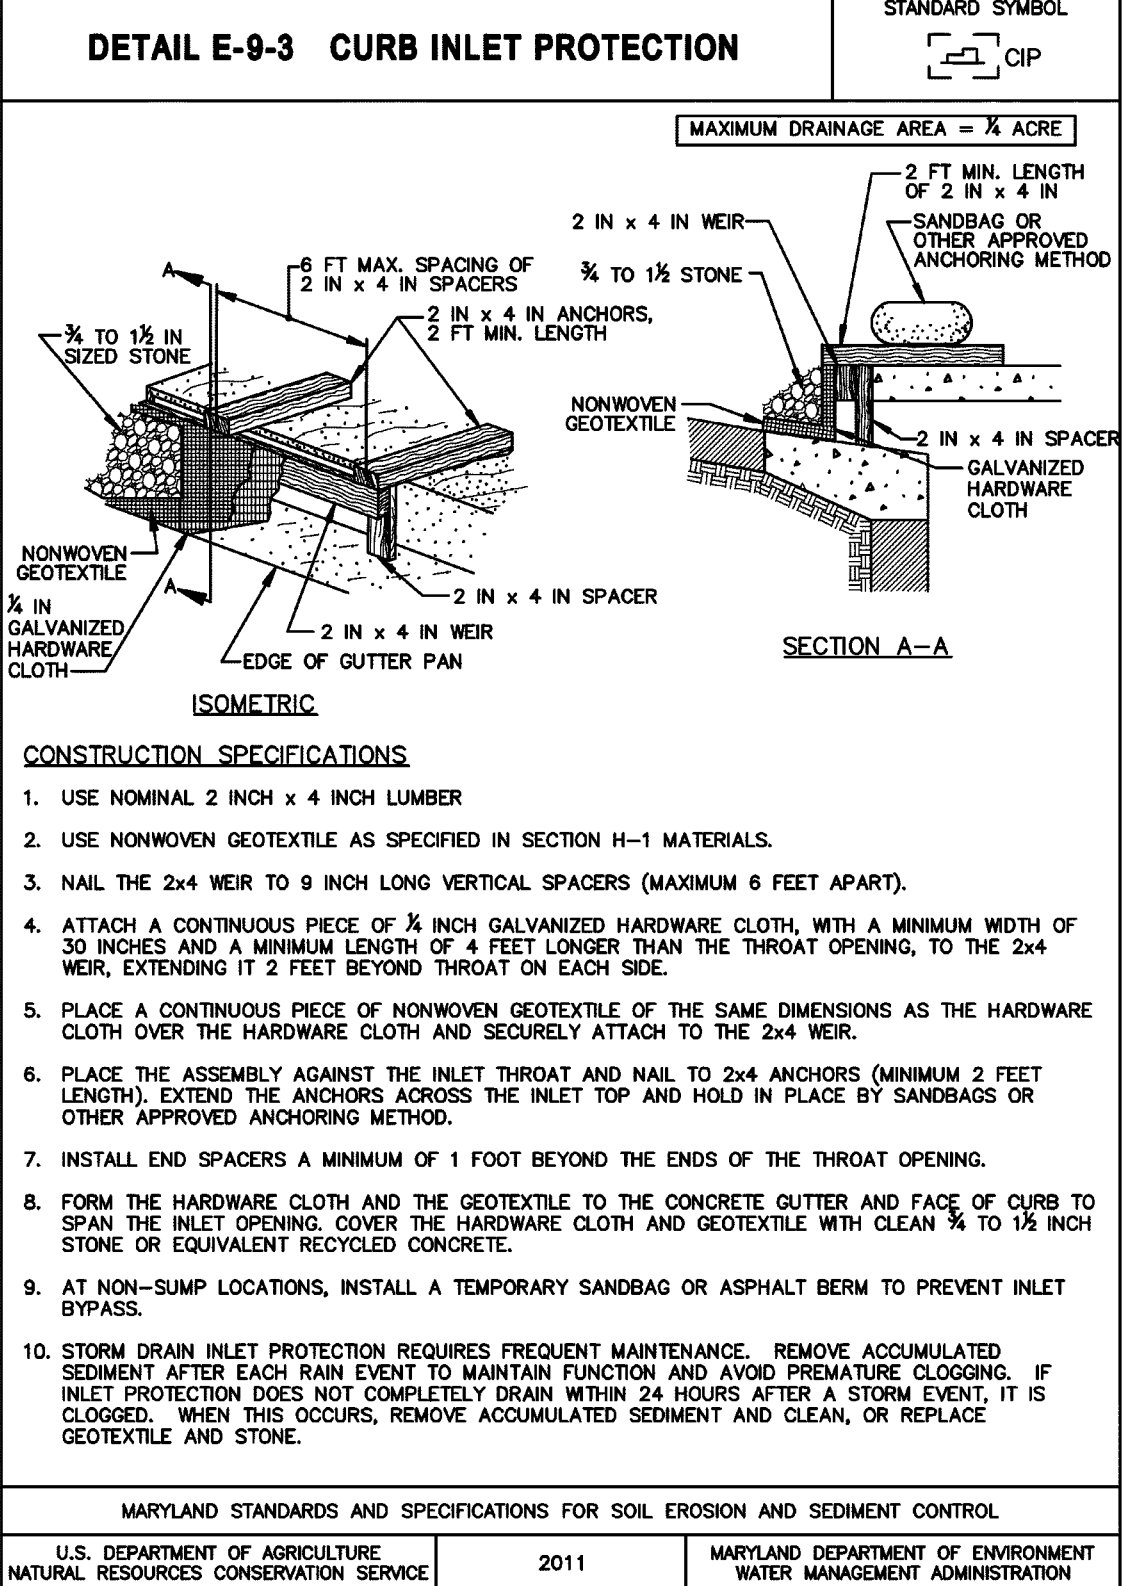 DETAIL E-9-3 CURB INLET PROTECTION
STANDARD SYMBOL
CIP
MAXIMUM DRAINAGE AREA = ¼ ACRE
A
6 FT MAX. SPACING OF
2 IN x 4 IN SPACERS
2 IN x 4 IN ANCHORS,
2 FT MIN. LENGTH
¾ TO 1½ IN
SIZED STONE
NONWOVEN
GEOTEXTILE
A
¼ IN
GALVANIZED
HARDWARE
CLOTH
2 IN x 4 IN SPACER
2 IN x 4 IN WEIR
EDGE OF GUTTER PAN
ISOMETRIC
2 FT MIN. LENGTH
OF 2 IN x 4 IN
2 IN x 4 IN WEIR
SANDBAG OR
OTHER APPROVED
ANCHORING METHOD
¾ TO 1½ STONE
NONWOVEN
GEOTEXTILE
2 IN x 4 IN SPACER
GALVANIZED
HARDWARE
CLOTH
SECTION A-A
CONSTRUCTION SPECIFICATIONS
1. USE NOMINAL 2 INCH x 4 INCH LUMBER
2. USE NONWOVEN GEOTEXTILE AS SPECIFIED IN SECTION H-1 MATERIALS.
3. NAIL THE 2x4 WEIR TO 9 INCH LONG VERTICAL SPACERS (MAXIMUM 6 FEET APART).
4. ATTACH A CONTINUOUS PIECE OF ¼ INCH GALVANIZED HARDWARE CLOTH, WITH A MINIMUM WIDTH OF
30 INCHES AND A MINIMUM LENGTH OF 4 FEET LONGER THAN THE THROAT OPENING, TO THE 2x4
WEIR, EXTENDING IT 2 FEET BEYOND THROAT ON EACH SIDE.
5. PLACE A CONTINUOUS PIECE OF NONWOVEN GEOTEXTILE OF THE SAME DIMENSIONS AS THE HARDWARE
CLOTH OVER THE HARDWARE CLOTH AND SECURELY ATTACH TO THE 2x4 WEIR.
6. PLACE THE ASSEMBLY AGAINST THE INLET THROAT AND NAIL TO 2x4 ANCHORS (MINIMUM 2 FEET
LENGTH). EXTEND THE ANCHORS ACROSS THE INLET TOP AND HOLD IN PLACE BY SANDBAGS OR
OTHER APPROVED ANCHORING METHOD.
7. INSTALL END SPACERS A MINIMUM OF 1 FOOT BEYOND THE ENDS OF THE THROAT OPENING.
8. FORM THE HARDWARE CLOTH AND THE GEOTEXTILE TO THE CONCRETE GUTTER AND FACE OF CURB TO
SPAN THE INLET OPENING. COVER THE HARDWARE CLOTH AND GEOTEXTILE WITH CLEAN ¾ TO 1½ INCH
STONE OR EQUIVALENT RECYCLED CONCRETE.
9. AT NON-SUMP LOCATIONS, INSTALL A TEMPORARY SANDBAG OR ASPHALT BERM TO PREVENT INLET
BYPASS.
10. STORM DRAIN INLET PROTECTION REQUIRES FREQUENT MAINTENANCE. REMOVE ACCUMULATED
SEDIMENT AFTER EACH RAIN EVENT TO MAINTAIN FUNCTION AND AVOID PREMATURE CLOGGING. IF
INLET PROTECTION DOES NOT COMPLETELY DRAIN WITHIN 24 HOURS AFTER A STORM EVENT, IT IS
CLOGGED. WHEN THIS OCCURS, REMOVE ACCUMULATED SEDIMENT AND CLEAN, OR REPLACE
GEOTEXTILE AND STONE.
MARYLAND STANDARDS AND SPECIFICATIONS FOR SOIL EROSION AND SEDIMENT CONTROL
U.S. DEPARTMENT OF AGRICULTURE
NATURAL RESOURCES CONSERVATION SERVICE
2011
MARYLAND DEPARTMENT OF ENVIRONMENT
WATER MANAGEMENT ADMINISTRATION